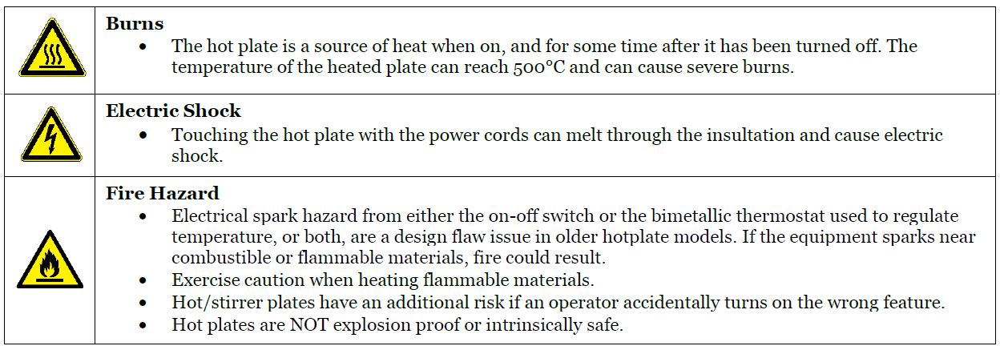 Burns
• The hot plate is a source of heat when on, and for some time after it has been turned off. The
temperature of the heated plate can reach 500°C and can cause severe burns.
Electric Shock
• Touching the hot plate with the power cords can melt through the insultation and cause electric
shock.
Fire Hazard
• Electrical spark hazard from either the on-off switch or the bimetallic thermostat used to regulate
temperature, or both, are a design flaw issue in older hotplate models. If the equipment sparks near
combustible or flammable materials, fire could result.
• Exercise caution when heating flammable materials.
• Hot/stirrer plates have an additional risk if an operator accidentally turns on the wrong feature.
• Hot plates are NOT explosion proof or intrinsically safe.